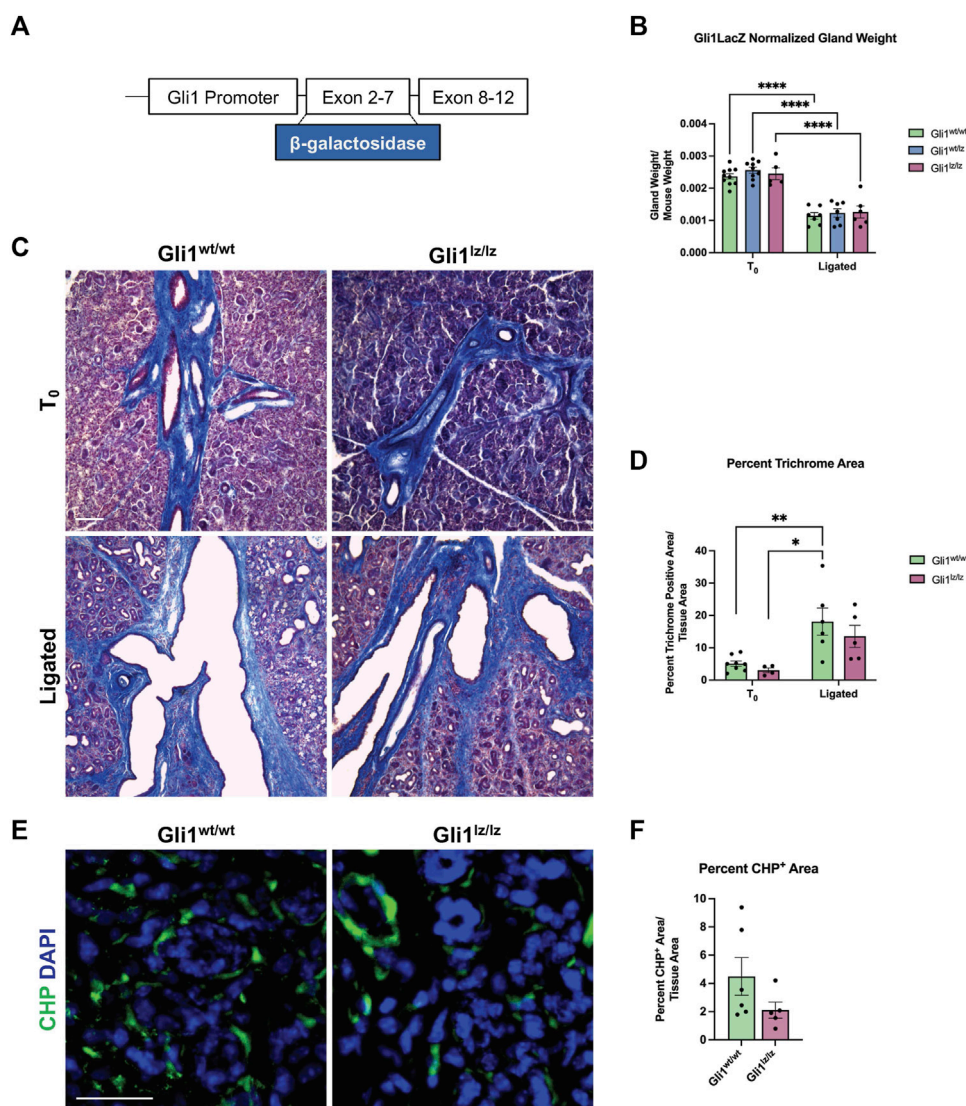 A
Gli1 Promoter
Exon 2-7
Exon 8-12
β-galactosidase
B
Gli1LacZ Normalized Gland Weight
Gland Weight/
Mouse Weight
0.004
0.003
0.002
0.001
0.000
****
****
****
T0
Ligated
Gli1wt/wt
Gli1wt/lz
Gli1lz/lz
C
Gli1wt/wt
Gli1lz/lz
T0
Ligated
D
Percent Trichrome Area
Percent Trichrome Positive Area/
Tissue Area
40
30
20
10
0
**
*
T0
Ligated
Gli1wt/w
Gli1lz/lz
E
Gli1wt/wt
Gli1lz/lz
CHP DAPI
F
Percent CHP+ Area
Percent CHP+ Area/
Tissue Area
10
8
6
4
2
0
Gli1wt/wt
Gli1lz/lz